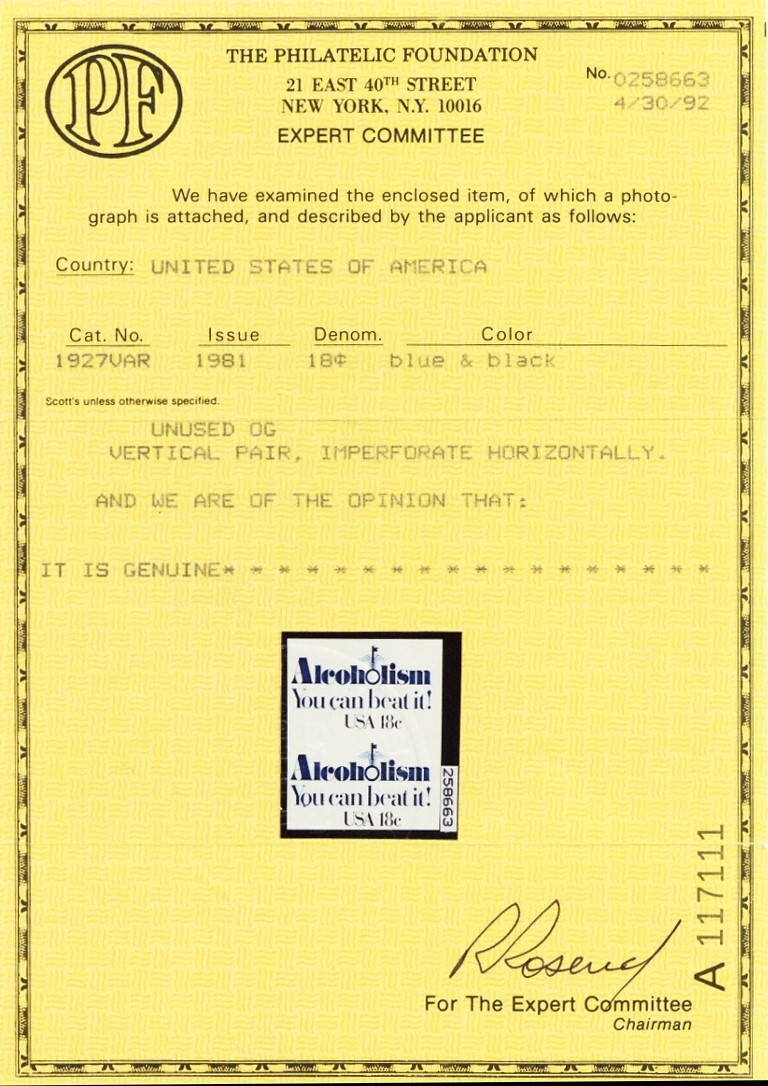 PF
THE PHILATELIC FOUNDATION
21 EAST 40TH STREET
NEW YORK, N.Y. 10016
EXPERT COMMITTEE
No. 0258663
4/30/92
We have examined the enclosed item, of which a photo-
graph is attached, and described by the applicant as follows:
Country: UNITED STATES OF AMERICA
Cat. No. Issue Denom. Color
1927VAR 1981 18¢ blue & black
Scott's unless otherwise specified.
UNUSED OG
VERTICAL PAIR, IMPERFORATE HORIZONTALLY.
AND WE ARE OF THE OPINION THAT:
IT IS GENUINE* * * * * * * * * * * * * * * * * *
Alcoholism
You can beat it!
USA 18c
Alcoholism
You can beat it!
USA 18c
258663
A 117111
For The Expert Committee
Chairman